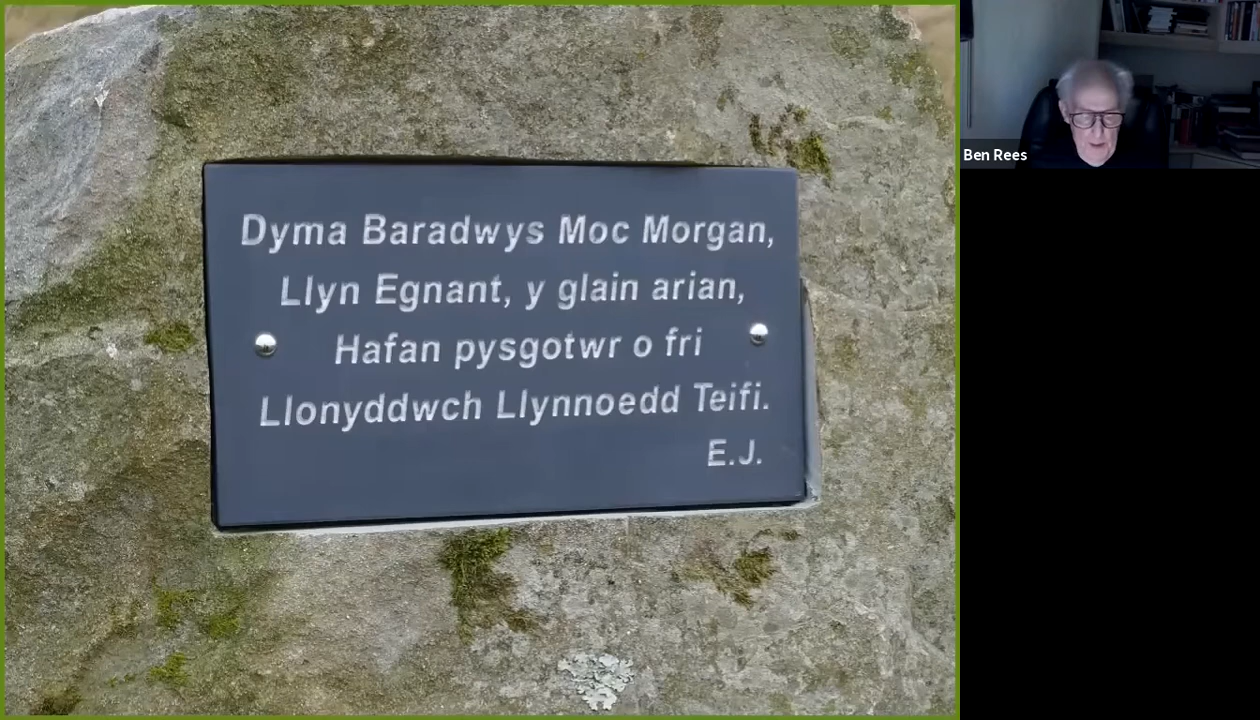 Dyma Baradwys Moc Morgan,
Llyn Egnant, y glain arian,
Hafan pysgotwr o fri
Llonyddwch Llynnoedd Teifi.
E.J.
Ben Rees